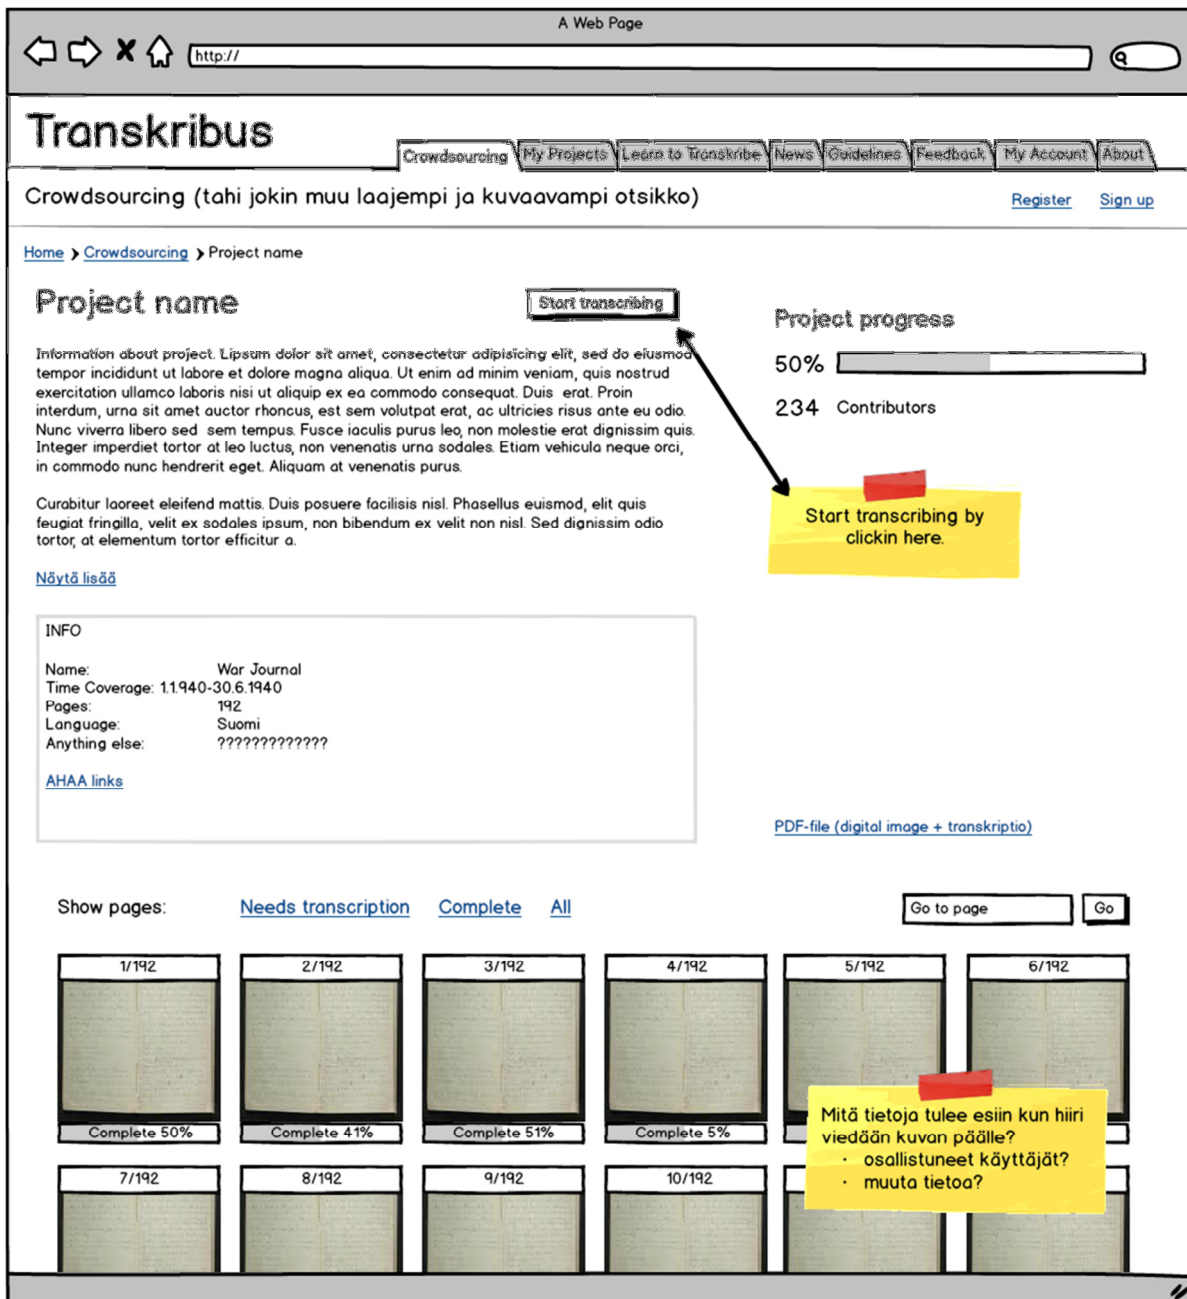 A Web Page
http://
Transkribus
Crowdsourcing My Projects Learn to Transkribe News Guidelines Feedback My Account About
Crowdsourcing (tahi jokin muu laajempi ja kuvaavampi otsikko)
Register Sign up
Home Crowdsourcing Project name
Project name
Start transcribing
Information about project. Lipsum dolor sit amet, consectetur adipisicing elit, sed do eiusmod
tempor incididunt ut labore et dolore magna aliqua. Ut enim ad minim veniam, quis nostrud
exercitation ullamco laboris nisi ut aliquip ex ea commodo consequat. Duis erat. Proin
interdum, urna sit amet auctor rhoncus, est sem volutpat erat, ac ultricies risus ante eu odio.
Nunc viverra libero sed sem tempus. Fusce iaculis purus leo, non molestie erat dignissim quis.
Integer imperdiet tortor at leo luctus, non venenatis urna sodales. Etiam vehicula neque orci,
in commodo nunc hendrerit eget. Aliquam at venenatis purus.
Curabitur laoreet eleifend mattis. Duis posuere facilisis nisl. Phasellus euismod, elit quis
feugiat fringilla, velit ex sodales ipsum, non bibendum ex velit non nisl. Sed dignissim odio
tortor, at elementum tortor efficitur a.
Näytä lisää
Project progress
50%
234 Contributors
Start transcribing by
clickin here.
INFO
Name: War Journal
Time Coverage: 1.1.940-30.6.1940
Pages: 192
Language: Suomi
Anything else: ?????????????
AHAA links
PDF-file (digital image + transkriptio)
Show pages: Needs transcription Complete All
Go to page Go
1/192 2/192 3/192 4/192 5/192 6/192
Complete 50% Complete 41% Complete 51% Complete 5%
Mitä tietoja tulee esiin kun hiiri
viedään kuvan päälle?
· osallistuneet käyttäjät?
· muuta tietoa?
7/192 8/192 9/192 10/192